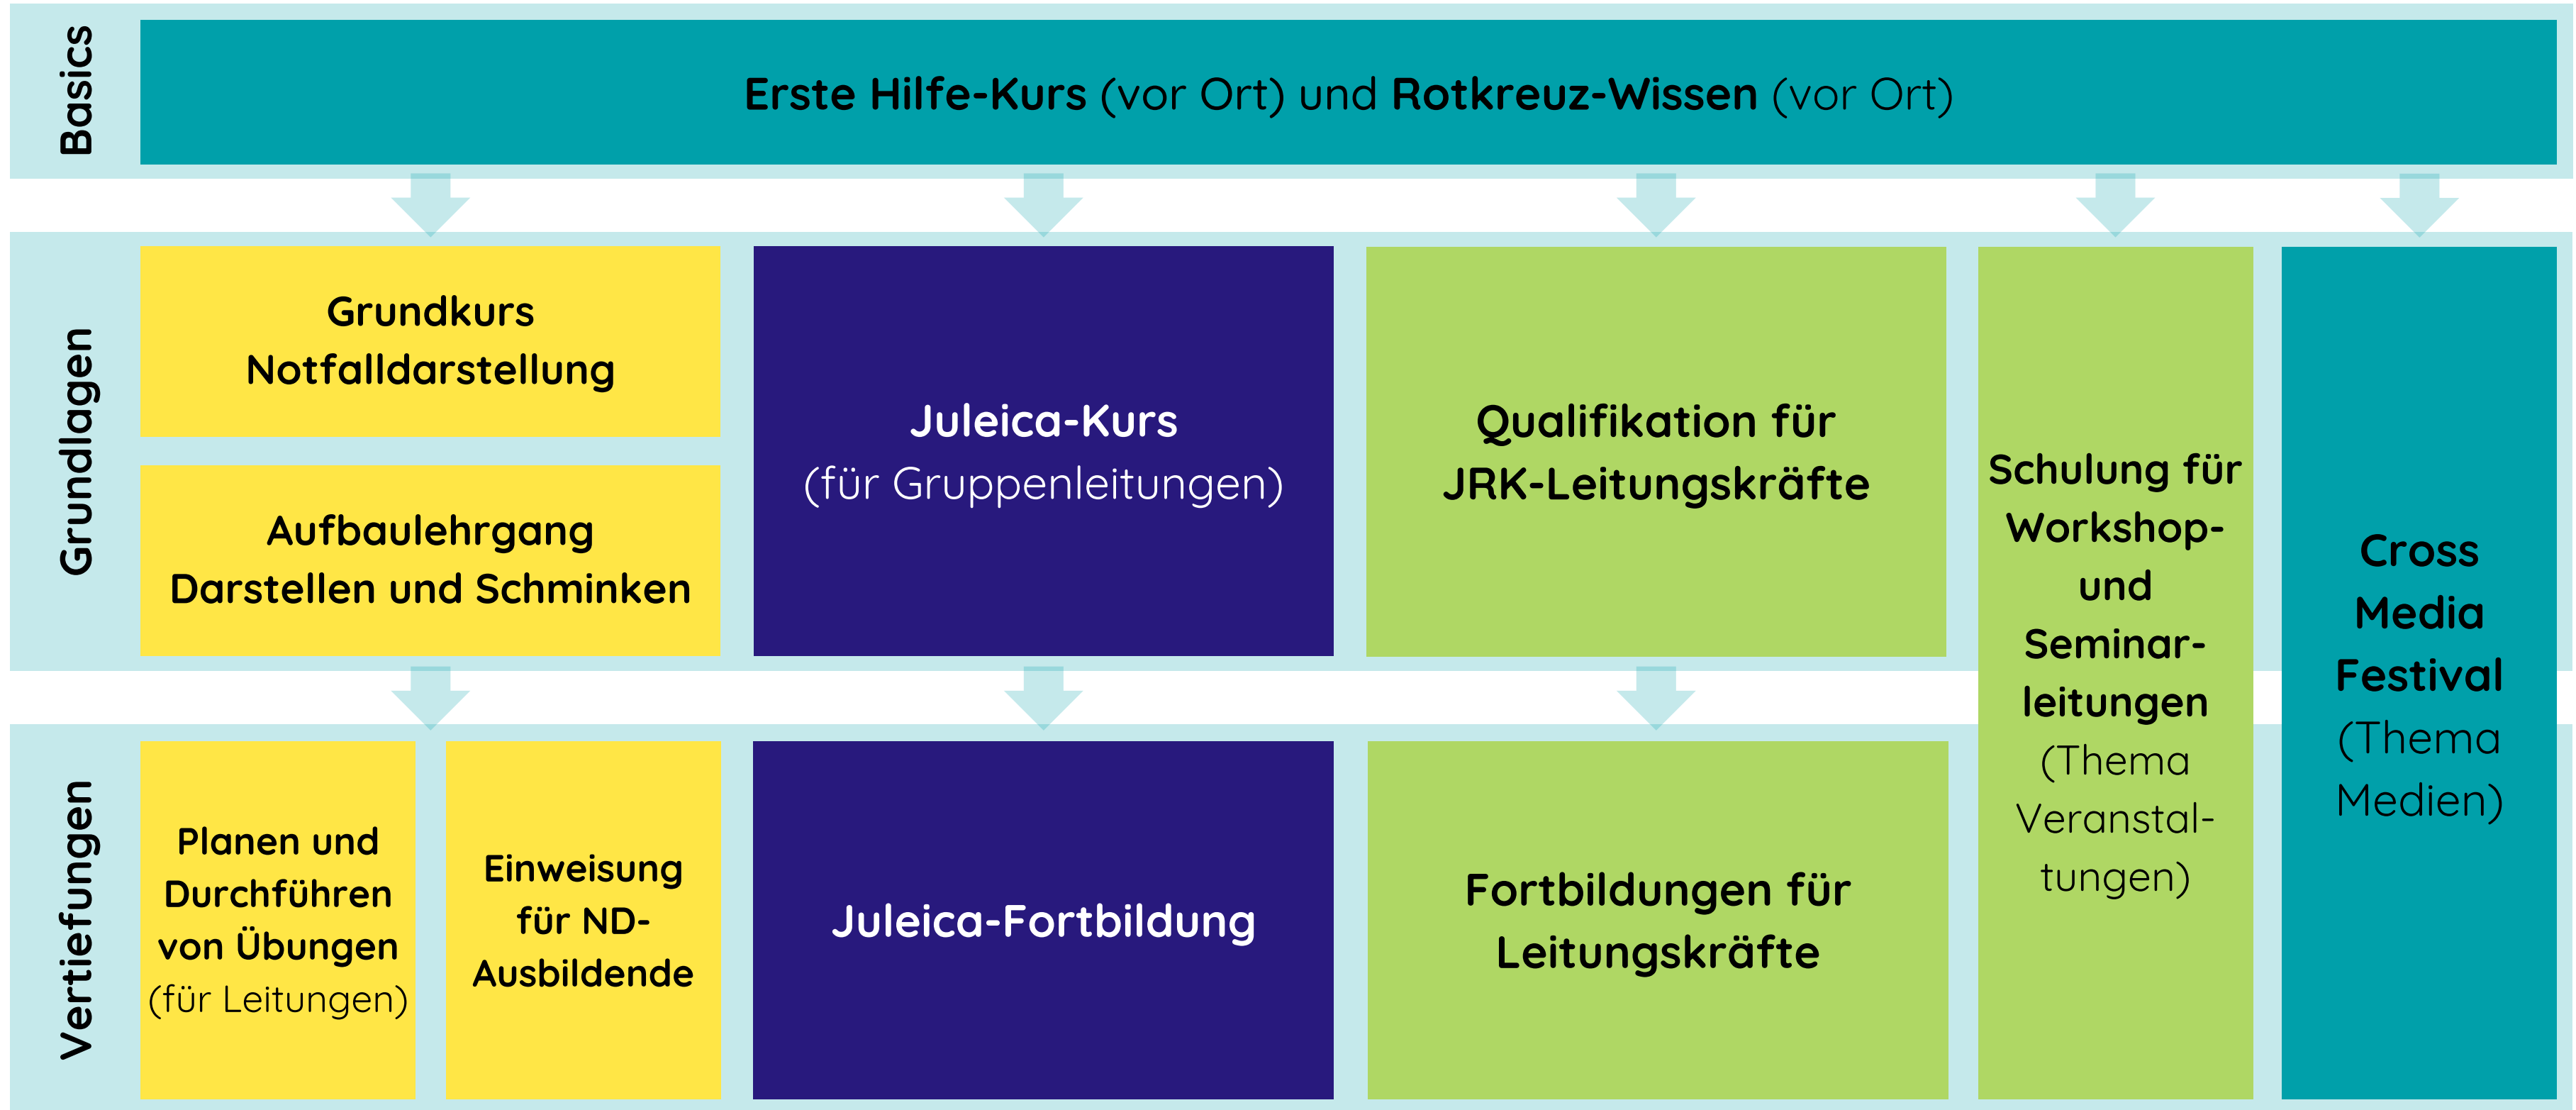 Basics
Erste Hilfe-Kurs (vor Ort) und Rotkreuz-Wissen (vor Ort)
Grundlagen
Grundkurs
Notfalldarstellung
Aufbaulehrgang
Darstellen und Schminken
Juleica-Kurs
(für Gruppenleitungen)
Qualifikation für
JRK-Leitungskräfte
Schulung für
Workshop-
und
Seminar-
leitungen
(Thema
Veranstal-
tungen)
Cross
Media
Festival
(Thema
Medien)
Vertiefungen
Planen und
Durchführen
von Übungen
(für Leitungen)
Einweisung
für ND-
Ausbildende
Juleica-Fortbildung
Fortbildungen für
Leitungskräfte